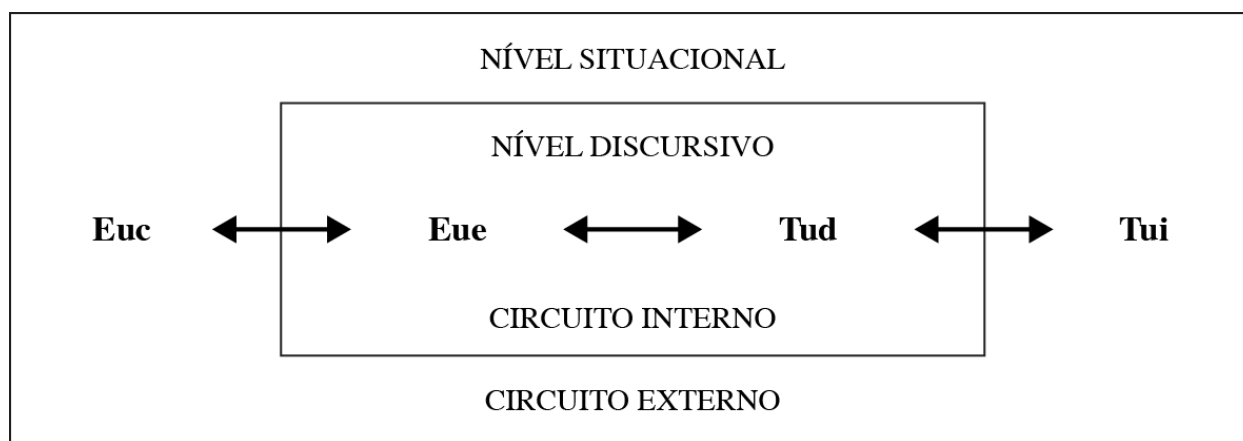 NÍVEL SITUACIONAL
NÍVEL DISCURSIVO
Euc Eue Tud Tui
CIRCUITO INTERNO
CIRCUITO EXTERNO